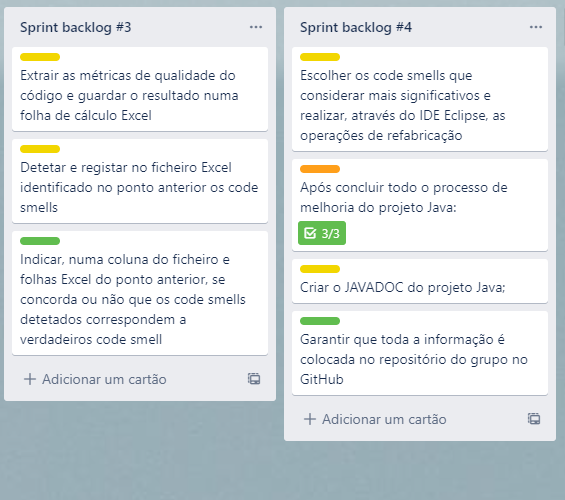 Sprint backlog #3
Extrair as métricas de qualidade do
código e guardar o resultado numa
folha de cálculo Excel
Detetar e registar no ficheiro Excel
identificado no ponto anterior os code
smells
Indicar, numa coluna do ficheiro e
folhas Excel do ponto anterior, se
concorda ou não que os code smells
detetados correspondem a
verdadeiros code smell
Adicionar um cartão
Sprint backlog #4
Escolher os code smells que
considerar mais significativos e
realizar, através do IDE Eclipse, as
operações de refabricação
Após concluir todo o processo de
melhoria do projeto Java:
3/3
Criar o JAVADOC do projeto Java;
Garantir que toda a informação é
colocada no repositório do grupo no
GitHub
Adicionar um cartão